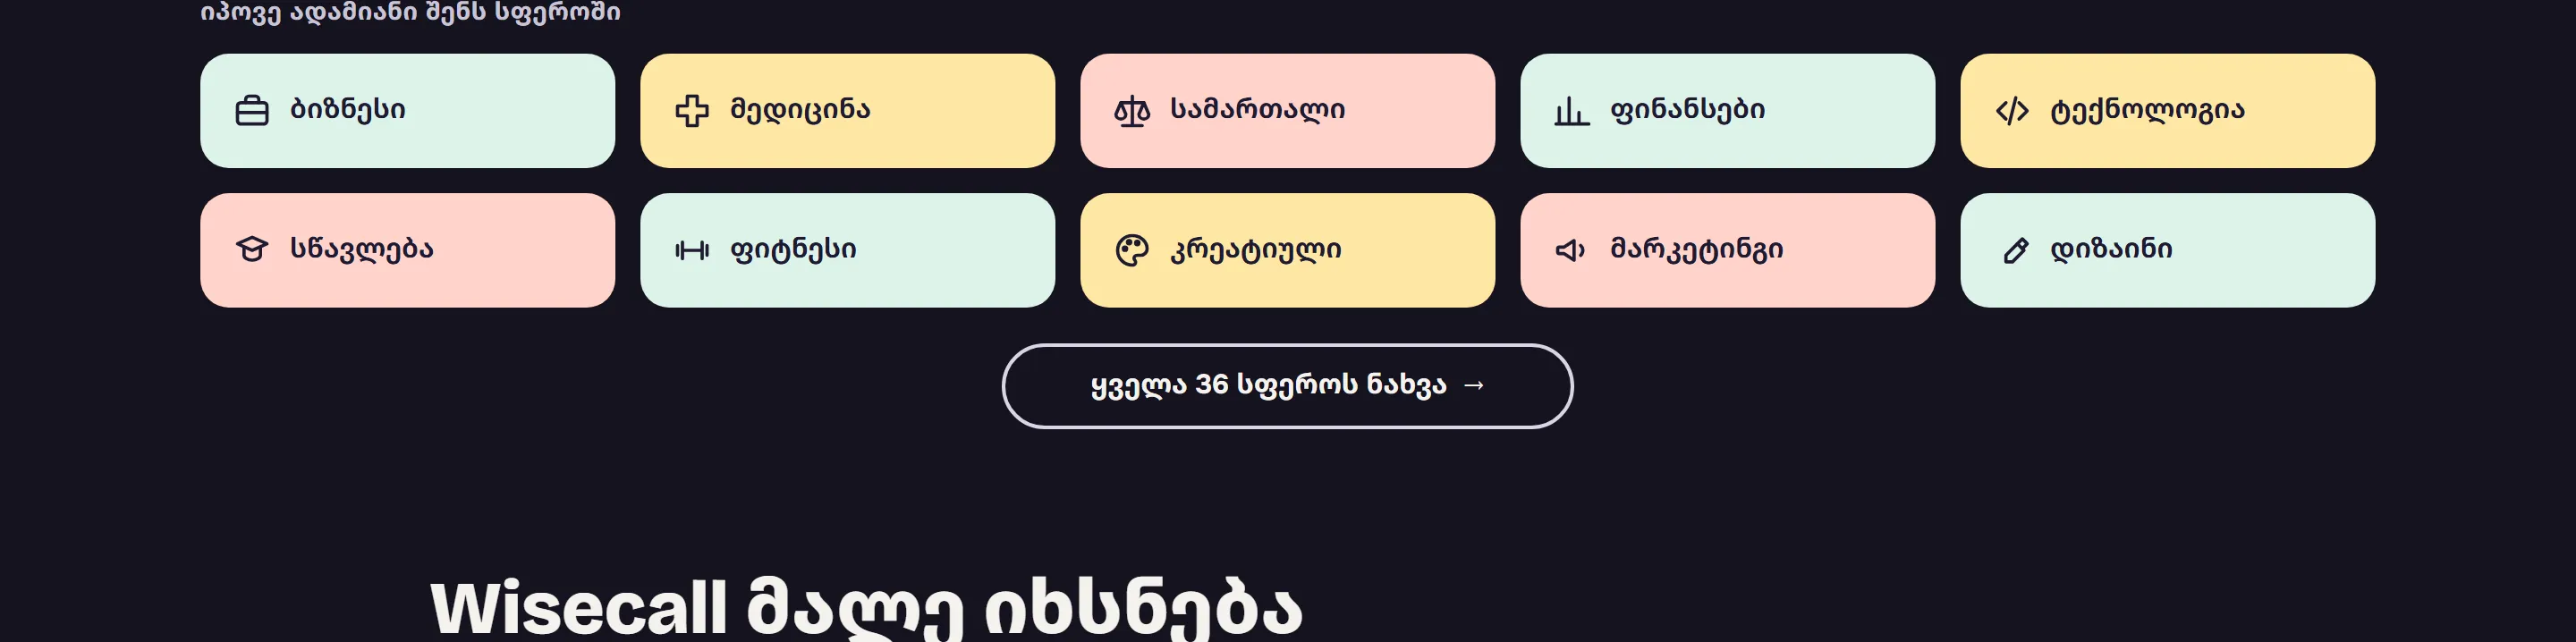 იპოვე ადამიანი შენს სფეროში
ბიზნესი
მედიცინა
სამართალი
ფინანსები
ტექნოლოგია
სწავლება
ფიტნესი
კრეატიული
მარკეტინგი
დიზაინი
ყველა 36 სფეროს ნახვა →
Wisecall მალე იხსნება